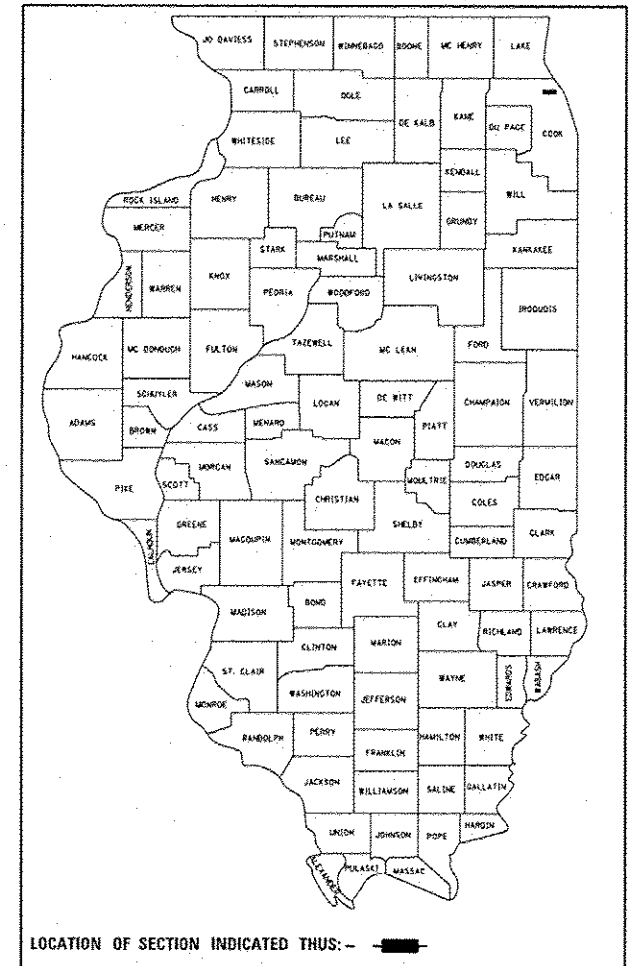 JO DAVIESS STEPHENSON WINNEBAGO BOONE MC HENRY LAKE
CARROLL OGLE DE KALB KANE DU PAGE COOK
WHITESIDE LEE
KENDALL WILL
ROCK ISLAND HENRY BUREAU LA SALLE GRUNDY
MERCER PUTNAM KANKAKEE
STARK MARSHALL LIVINGSTON
HENDERSON WARREN KNOX PEORIA WOODFORD IROQUOIS
HANCOCK MC DONOUGH FULTON TAZEWELL MC LEAN FORD
MASON
SCHUYLER LOGAN DE WITT CHAMPAIGN VERMILION
ADAMS BROWN CASS MENARD PIATT
MACON
MORGAN SANGAMON DOUGLAS
PIKE SCOTT MOULTRIE EDGAR
CHRISTIAN COLES
GREENE SHELBY
CALHOUN MACOUPIN MONTGOMERY CUMBERLAND CLARK
JERSEY FAYETTE EFFINGHAM JASPER CRAWFORD
BOND
MADISON CLAY RICHLAND LAWRENCE
CLINTON MARION
ST. CLAIR WAYNE EDWARDS WABASH
WASHINGTON JEFFERSON
MONROE
RANDOLPH PERRY HAMILTON WHITE
FRANKLIN
JACKSON WILLIAMSON SALINE GALLATIN
UNION JOHNSON POPE HARDIN
ALEXANDER PULASKI MASSAC
LOCATION OF SECTION INDICATED THUS: -